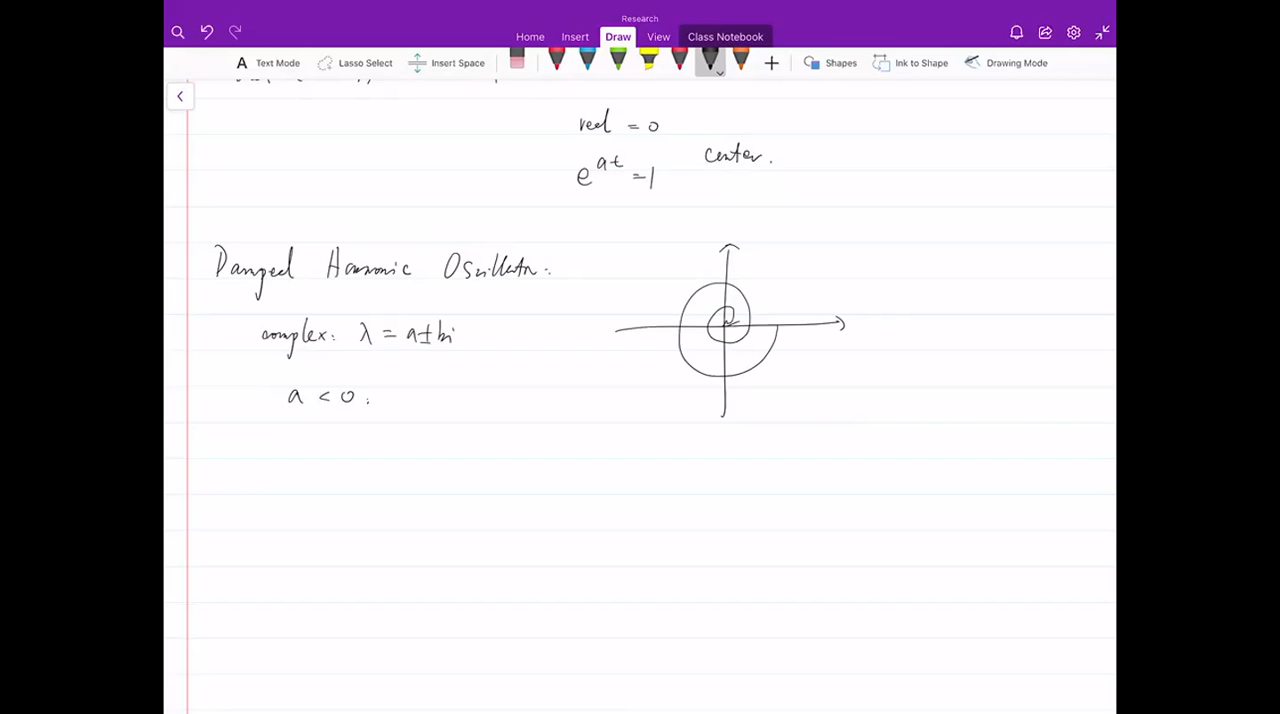 Research
Home Insert Draw View Class Notebook
A Text Mode Lasso Select Insert Space Shapes Ink to Shape Drawing Mode
real = 0
center.
e^{at} = 1
Damped Harmonic Oscillator.
complex: λ = a±bi
a < 0.